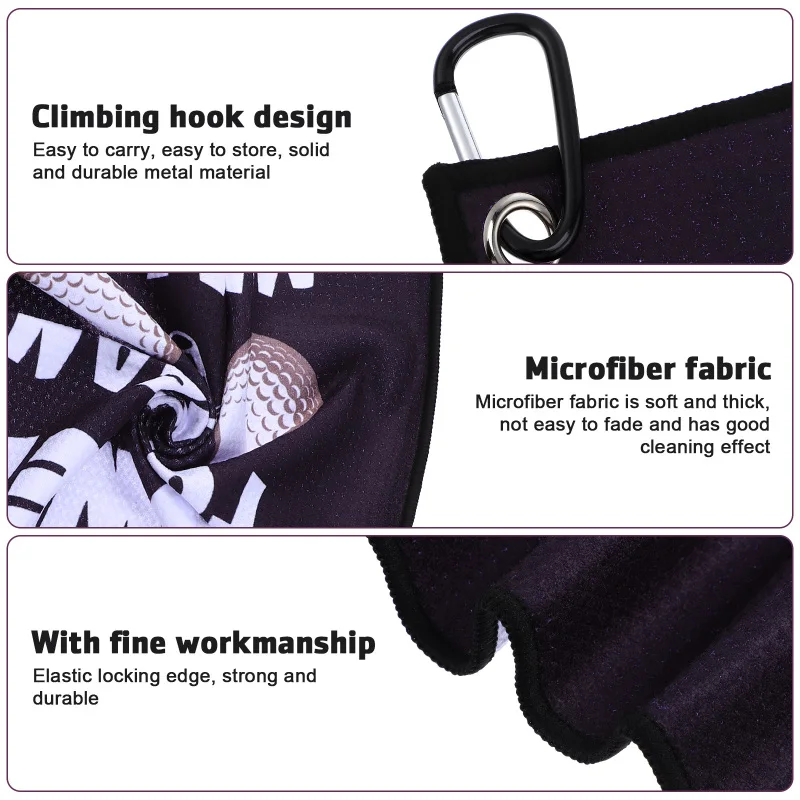 Climbing hook design
Easy to carry, easy to store, solid
and durable metal material
Microfiber fabric
Microfiber fabric is soft and thick,
not easy to fade and has good
cleaning effect
With fine workmanship
Elastic locking edge, strong and
durable